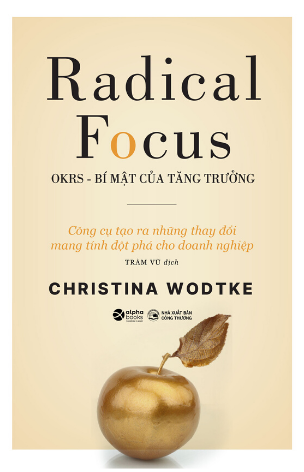 Radical
Focus
OKRS - BÍ MẬT CỦA TĂNG TRƯỞNG
Công cụ tạo ra những thay đổi
mang tính đột phá cho doanh nghiệp
TRÂM VŨ dịch
CHRISTINA WODTKE
alpha
books
NHÀ XUẤT BẢN
CÔNG THƯƠNG